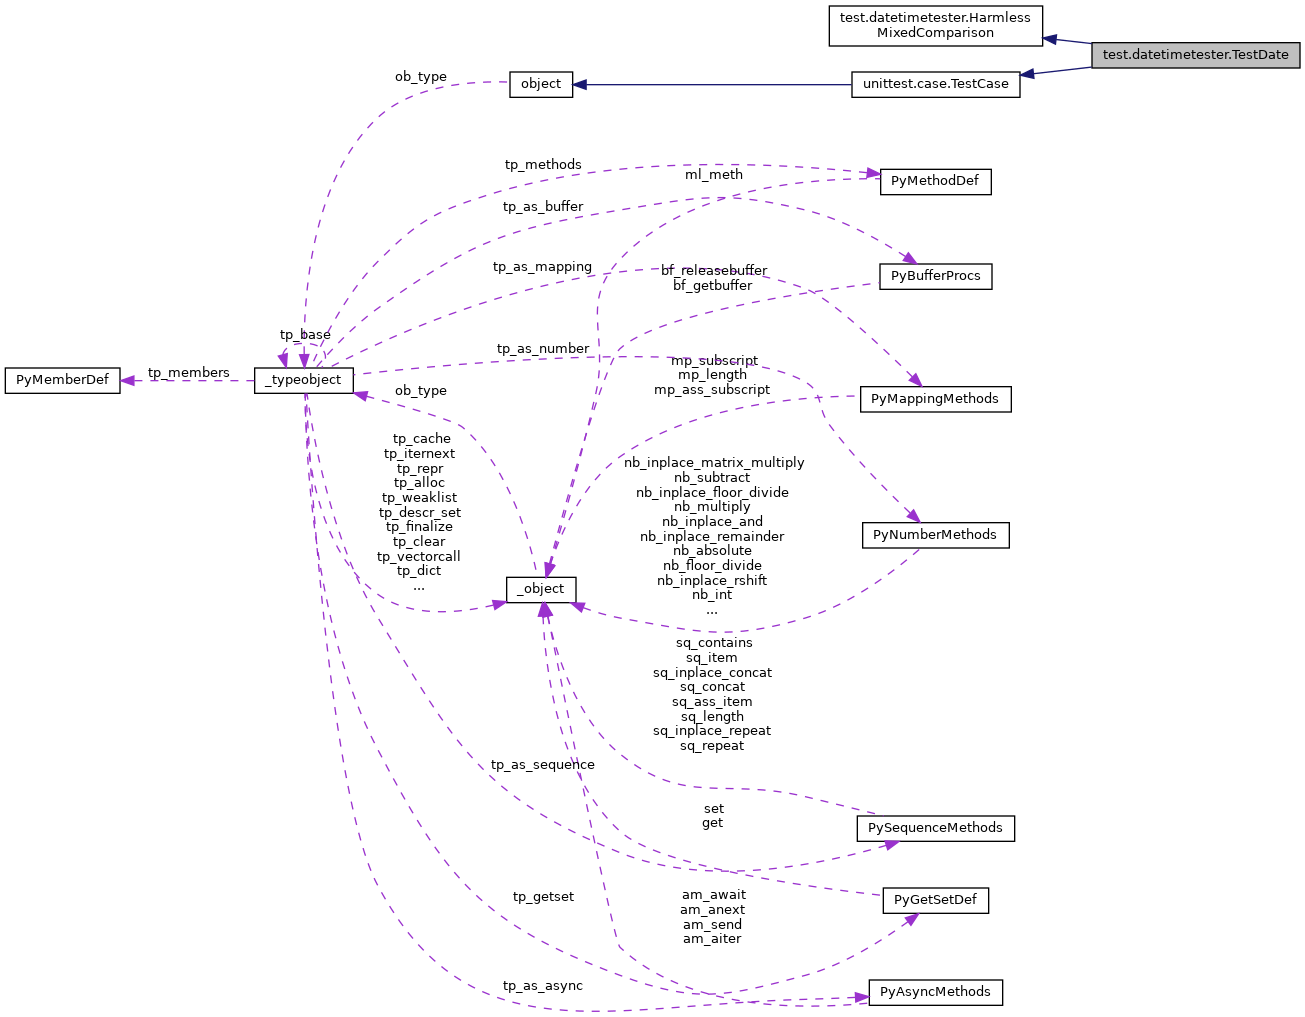 test.datetimetester.Harmless
MixedComparison
test.datetimetester.TestDate
ob_type
object
unittest.case.TestCase
tp_methods
ml_meth
PyMethodDef
tp_as_buffer
tp_as_mapping
bf_releasebuffer
bf_getbuffer
PyBufferProcs
tp_base
tp_as_number
PyMemberDef
tp_members
_typeobject
ob_type
mp_subscript
mp_length
mp_ass_subscript
PyMappingMethods
tp_cache
tp_iternext
tp_repr
tp_alloc
tp_weaklist
tp_descr_set
tp_finalize
tp_clear
tp_vectorcall
tp_dict
...
nb_inplace_matrix_multiply
nb_subtract
nb_inplace_floor_divide
nb_multiply
nb_inplace_and
nb_inplace_remainder
nb_absolute
nb_floor_divide
nb_inplace_rshift
nb_int
...
PyNumberMethods
_object
sq_contains
sq_item
sq_inplace_concat
sq_concat
sq_ass_item
sq_length
sq_inplace_repeat
sq_repeat
tp_as_sequence
set
get
PySequenceMethods
tp_getset
am_await
am_anext
am_send
am_aiter
PyGetSetDef
tp_as_async
PyAsyncMethods